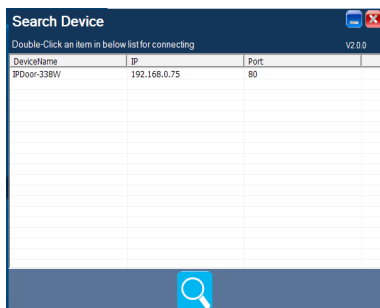 Search Device
Double-Click an item in below list for connecting V2.0.0
DeviceName IP Port
IPDoor-338W 192.168.0.75 80